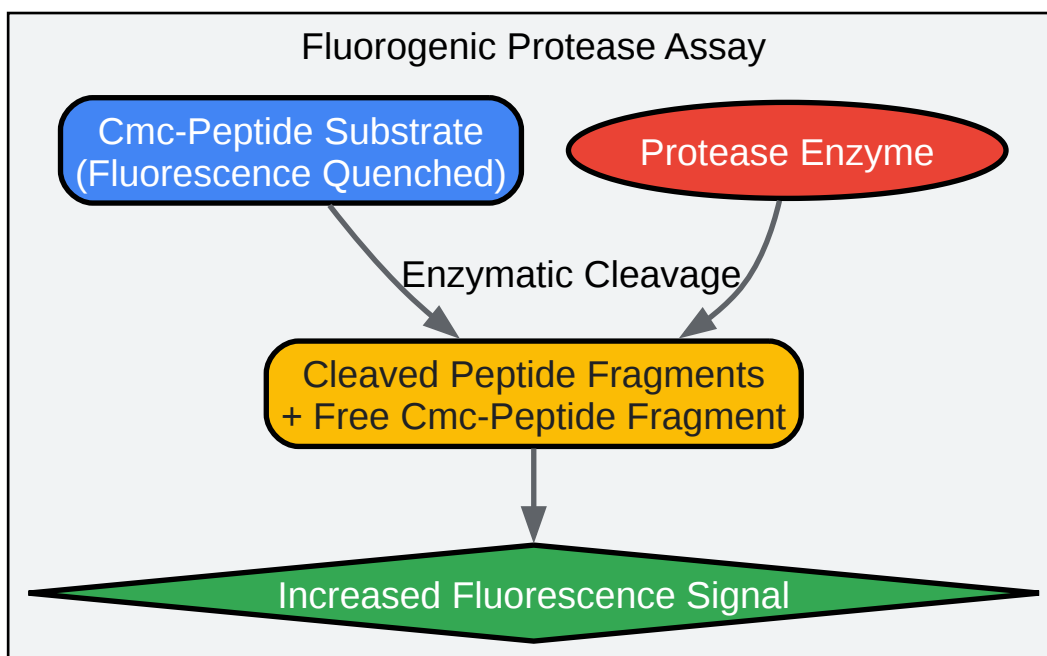 Fluorogenic Protease Assay
Cmc-Peptide Substrate
(Fluorescence Quenched)
Protease Enzyme
Enzymatic Cleavage
Cleaved Peptide Fragments
+ Free Cmc-Peptide Fragment
Increased Fluorescence Signal